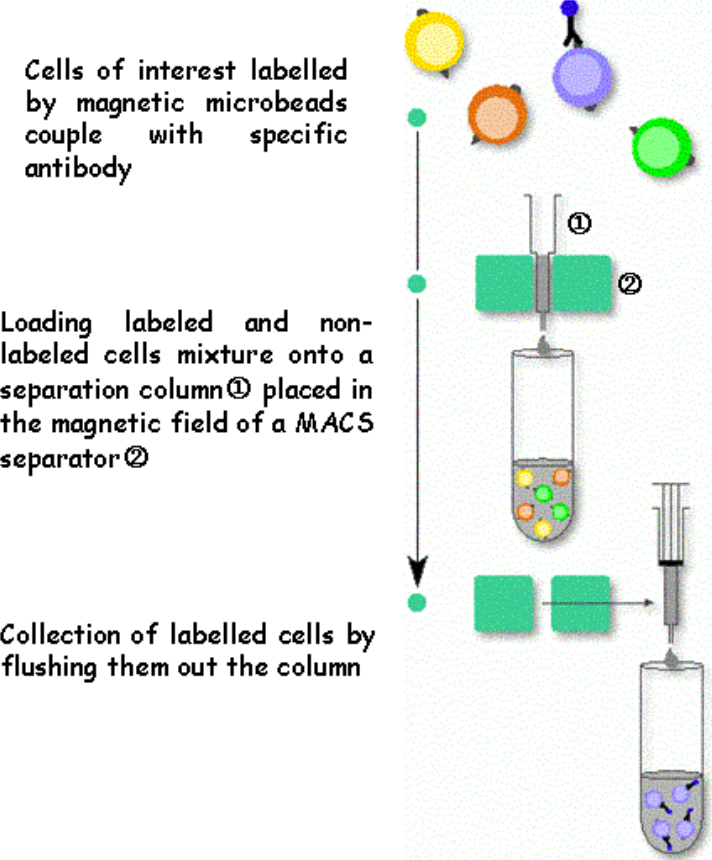 Cells of interest labelled
by magnetic microbeads
couple with specific
antibody
①
②
Loading labeled and non-
labeled cells mixture onto a
separation column① placed in
the magnetic field of a MACS
separator②
Collection of labelled cells by
flushing them out the column